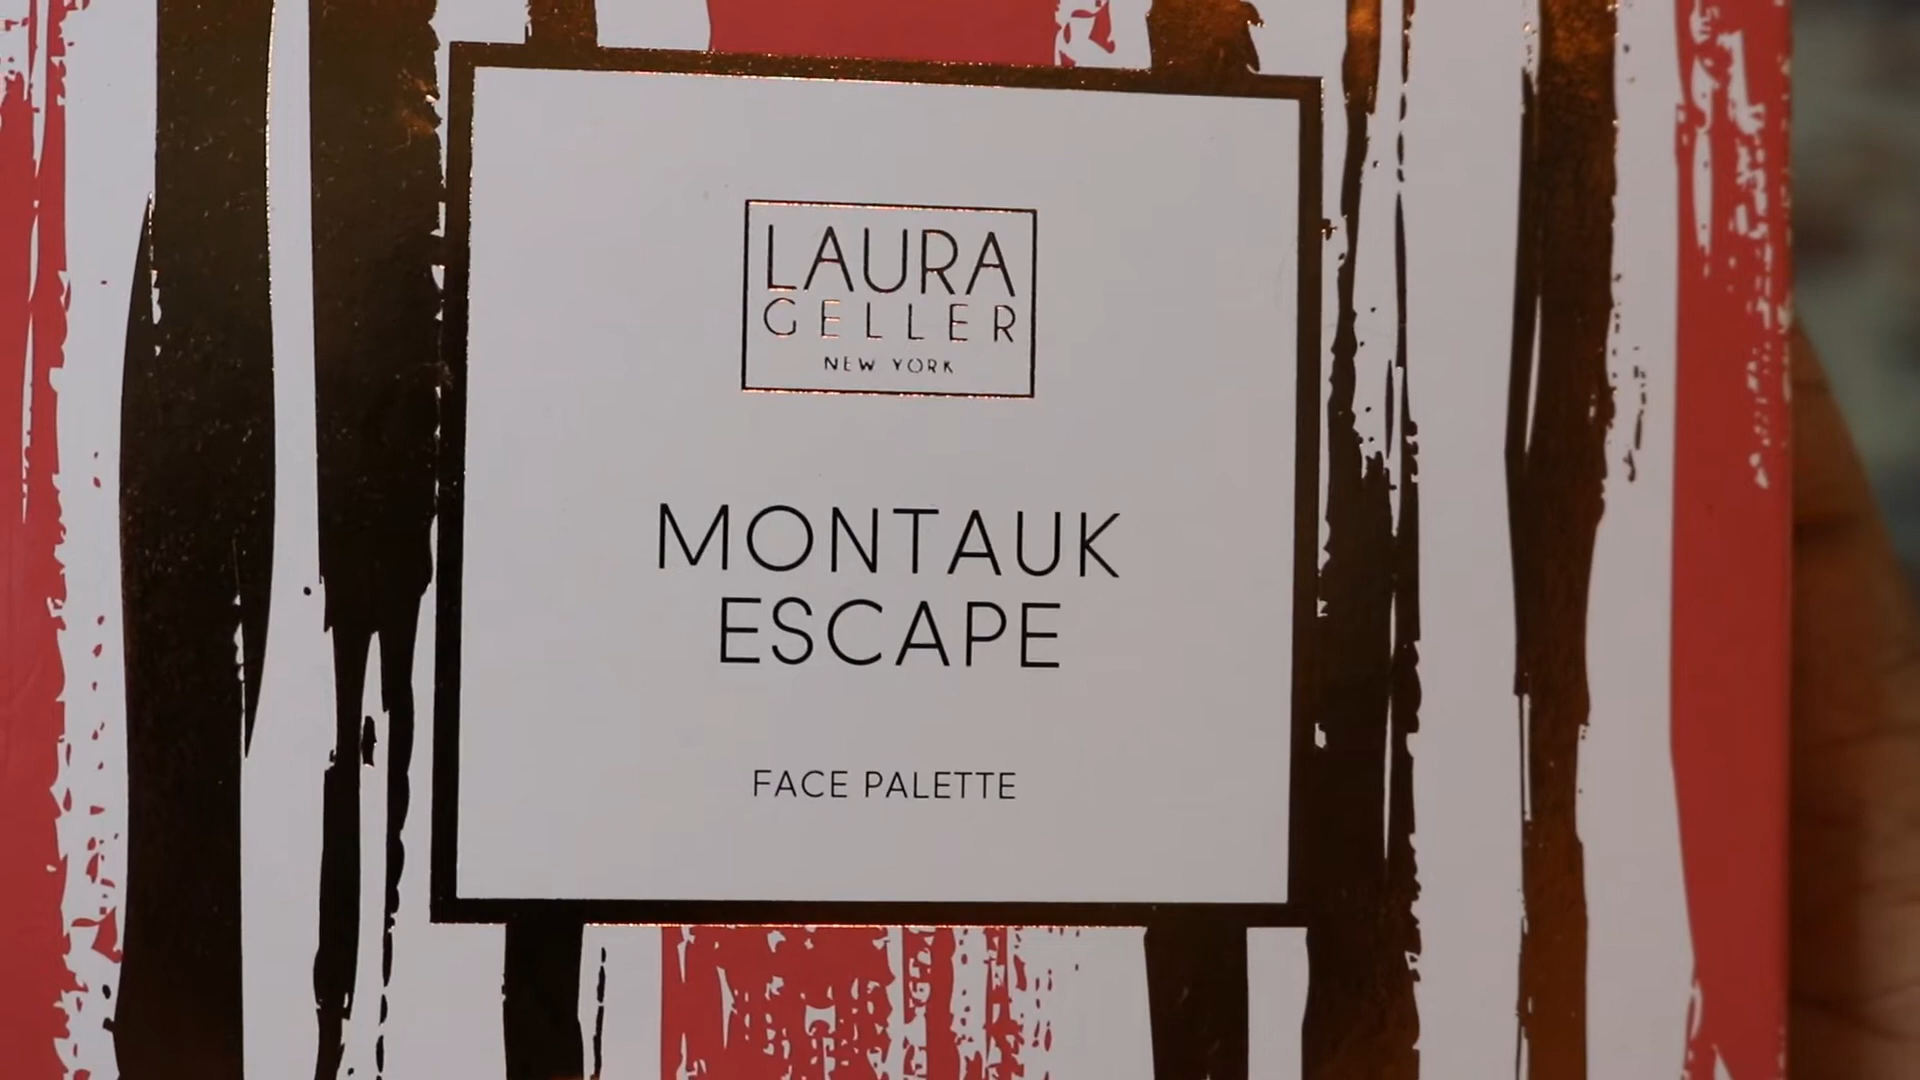 LAURA
GELLER
NEW YORK
MONTAUK
ESCAPE
FACE PALETTE